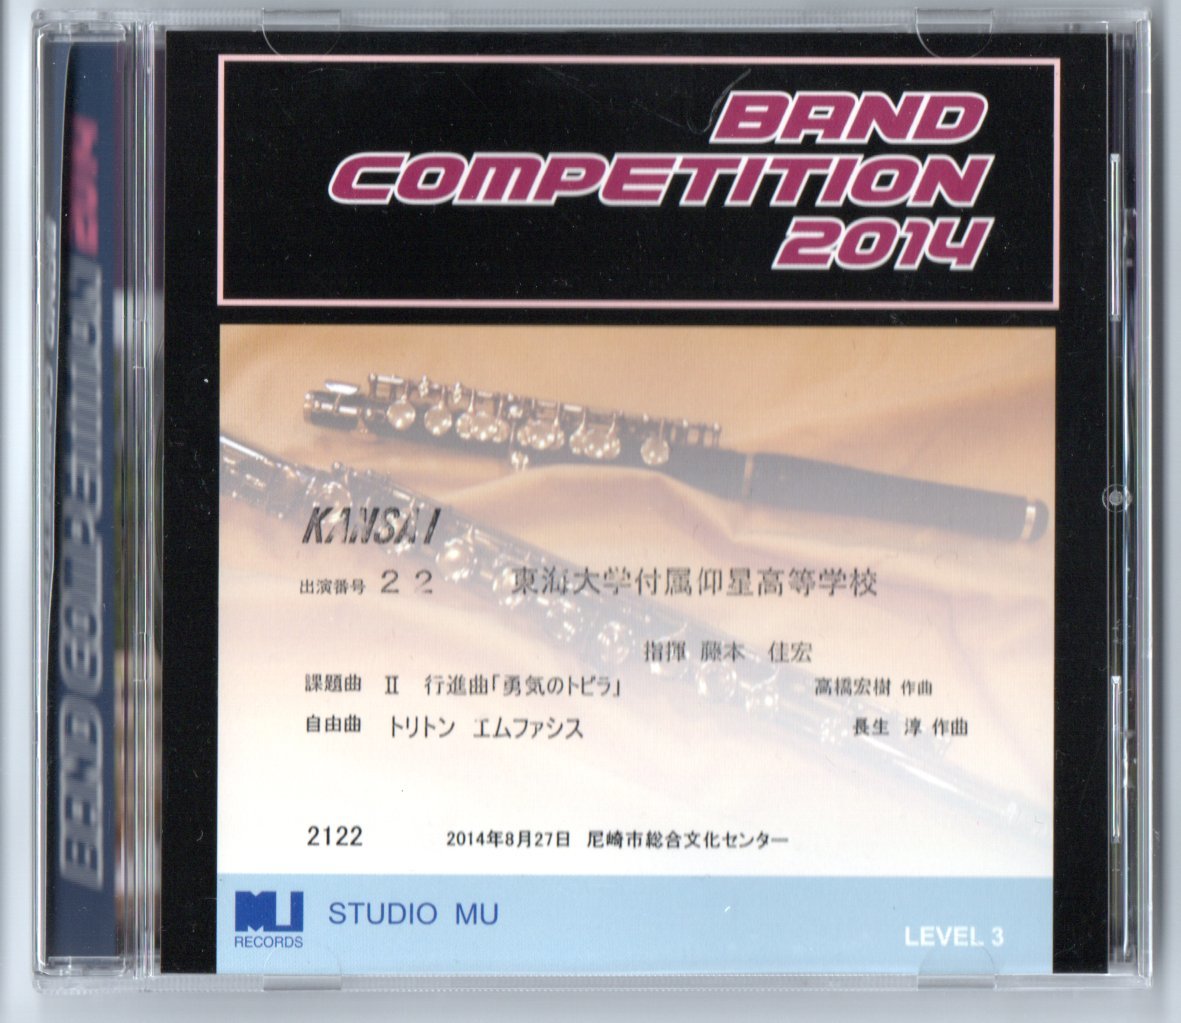 BAND
COMPETITION
2014
KANSAI
出演番号 22 東海大学付属仰星高等学校
指揮 藤本 佳宏
課題曲 Ⅱ 行進曲「勇気のトビラ」 高橋宏樹 作曲
自由曲 トリトン エムファシス 長生 淳 作曲
2122 2014年8月27日 尼崎市総合文化センター
MU
RECORDS
STUDIO MU
LEVEL 3
BAND COMPETITION 2014